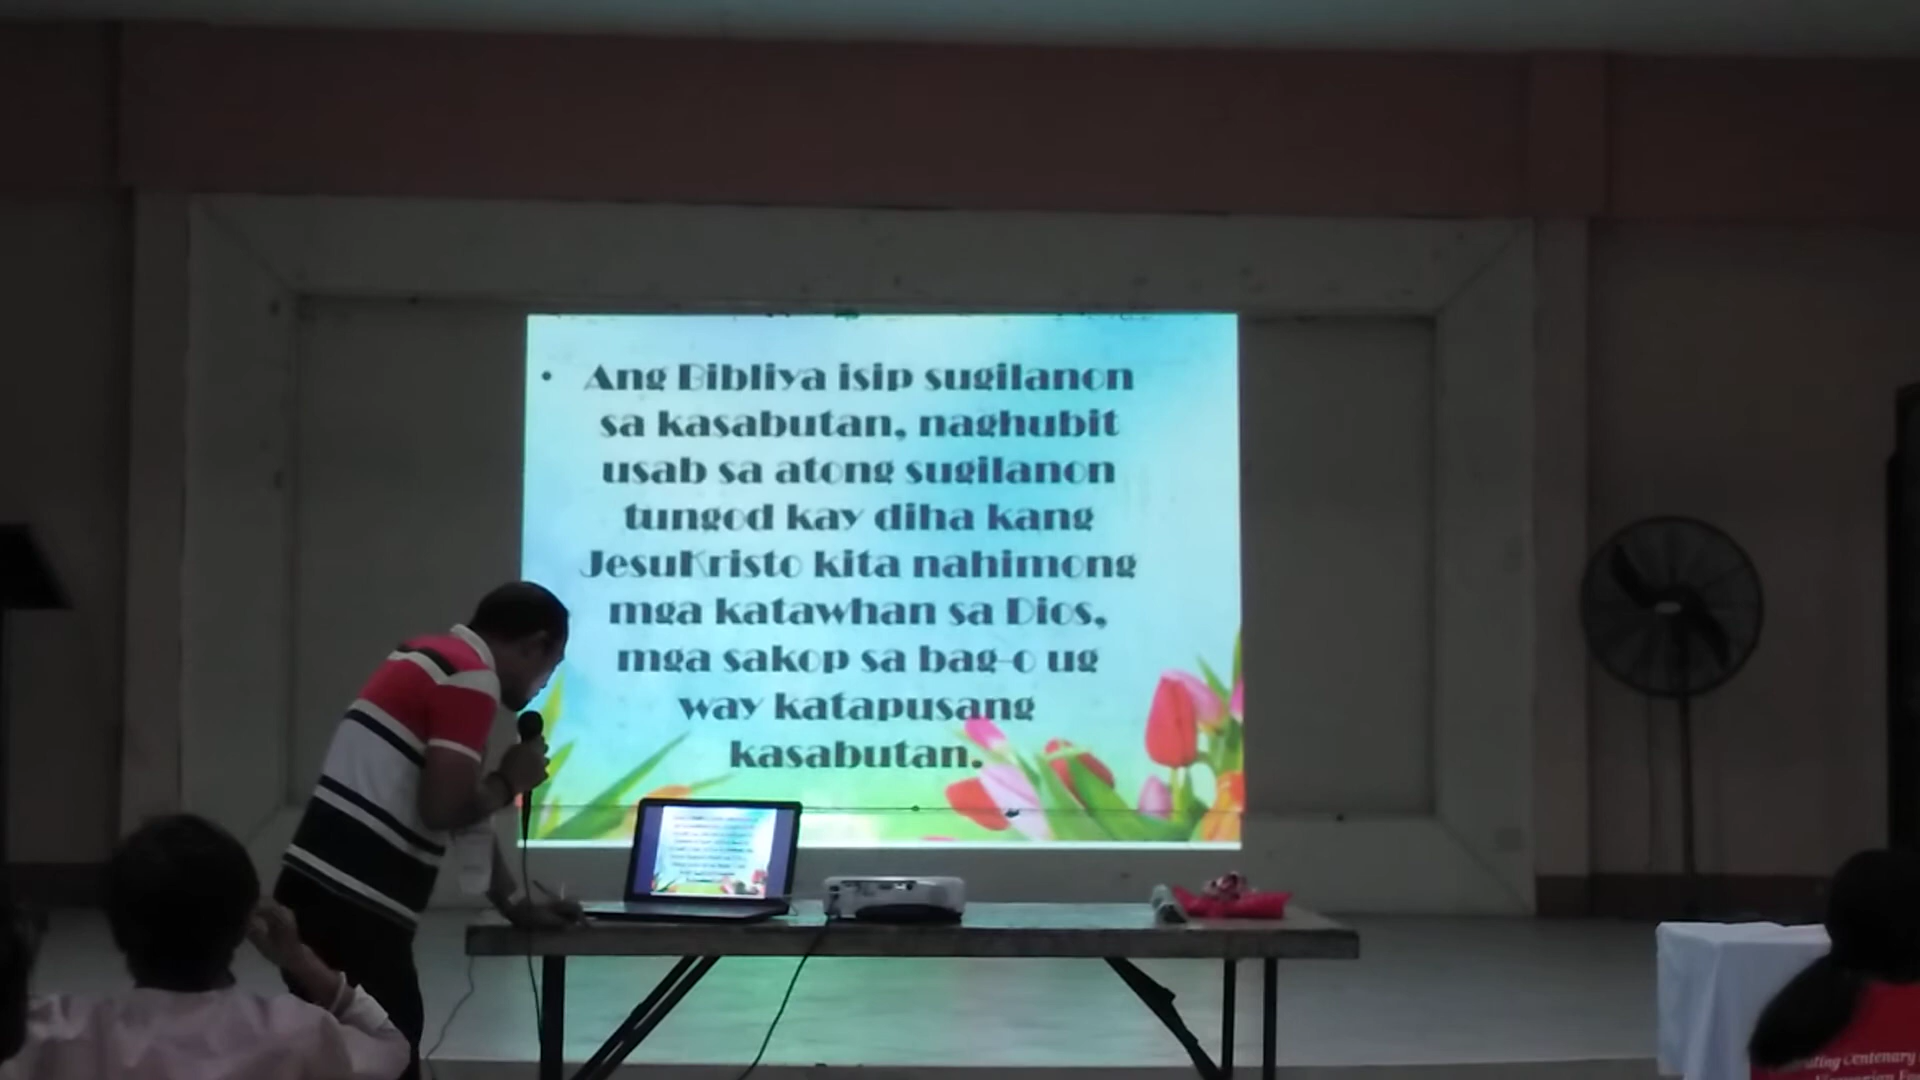 • Ang Bibliya isip sugilanon
sa kasabutan, naghubit
usab sa atong sugilanon
tungod kay diha kang
JesuKristo kita nahimong
mga katawhan sa Dios,
mga sakop sa bag-o ug
way katapusang
kasabutan.
Centenary